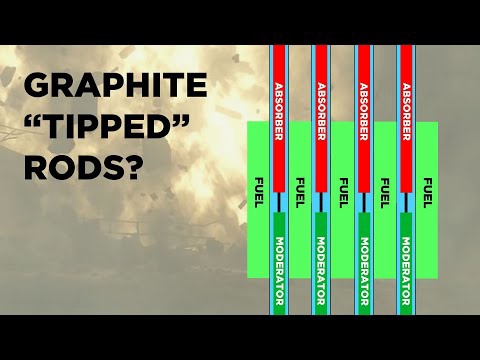 GRAPHITE
“TIPPED”
RODS?
ABSORBER
ABSORBER
ABSORBER
ABSORBER
FUEL
FUEL
FUEL
FUEL
FUEL
MODERATOR
MODERATOR
MODERATOR
MODERATOR